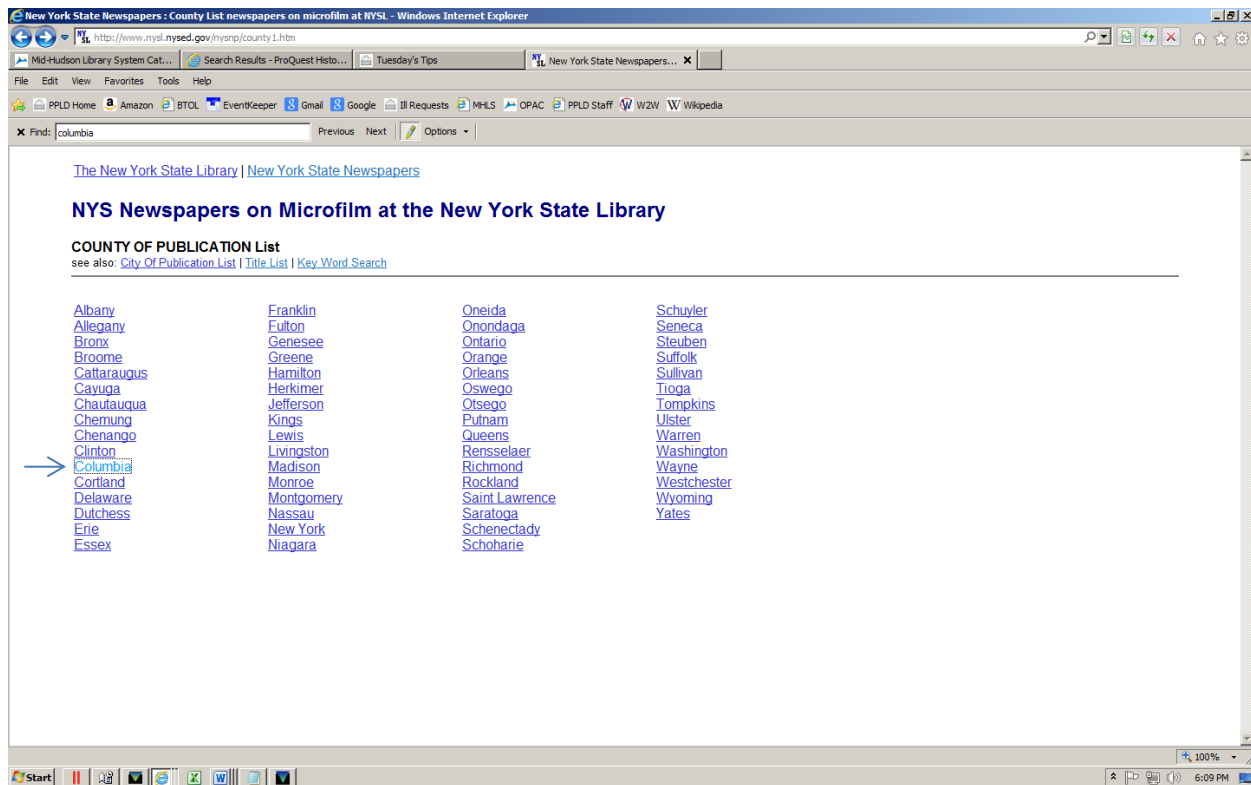 New York State Newspapers : County List newspapers on microfilm at NYSL - Windows Internet Explorer
NY SL http://www.nysl.nysed.gov/nysnp/county1.htm
Mid-Hudson Library System Cat... Search Results - ProQuest Histo... Tuesday's Tips NY SL New York State Newspapers...
File Edit View Favorites Tools Help
PPLD Home Amazon BTOL EventKeeper Gmail Google Ill Requests MHLS OPAC PPLD Staff W2W Wikipedia
Find: columbia Previous Next Options
The New York State Library | New York State Newspapers
NYS Newspapers on Microfilm at the New York State Library
COUNTY OF PUBLICATION List
see also: City Of Publication List | Title List | Key Word Search
Albany
Allegany
Bronx
Broome
Cattaraugus
Cayuga
Chautauqua
Chemung
Chenango
Clinton
Columbia
Cortland
Delaware
Dutchess
Erie
Essex
Franklin
Fulton
Genesee
Greene
Hamilton
Herkimer
Jefferson
Kings
Lewis
Livingston
Madison
Monroe
Montgomery
Nassau
New York
Niagara
Oneida
Onondaga
Ontario
Orange
Orleans
Oswego
Otsego
Putnam
Queens
Rensselaer
Richmond
Rockland
Saint Lawrence
Saratoga
Schenectady
Schoharie
Schuyler
Seneca
Steuben
Suffolk
Sullivan
Tioga
Tompkins
Ulster
Warren
Washington
Wayne
Westchester
Wyoming
Yates
100%
Start 6:09 PM